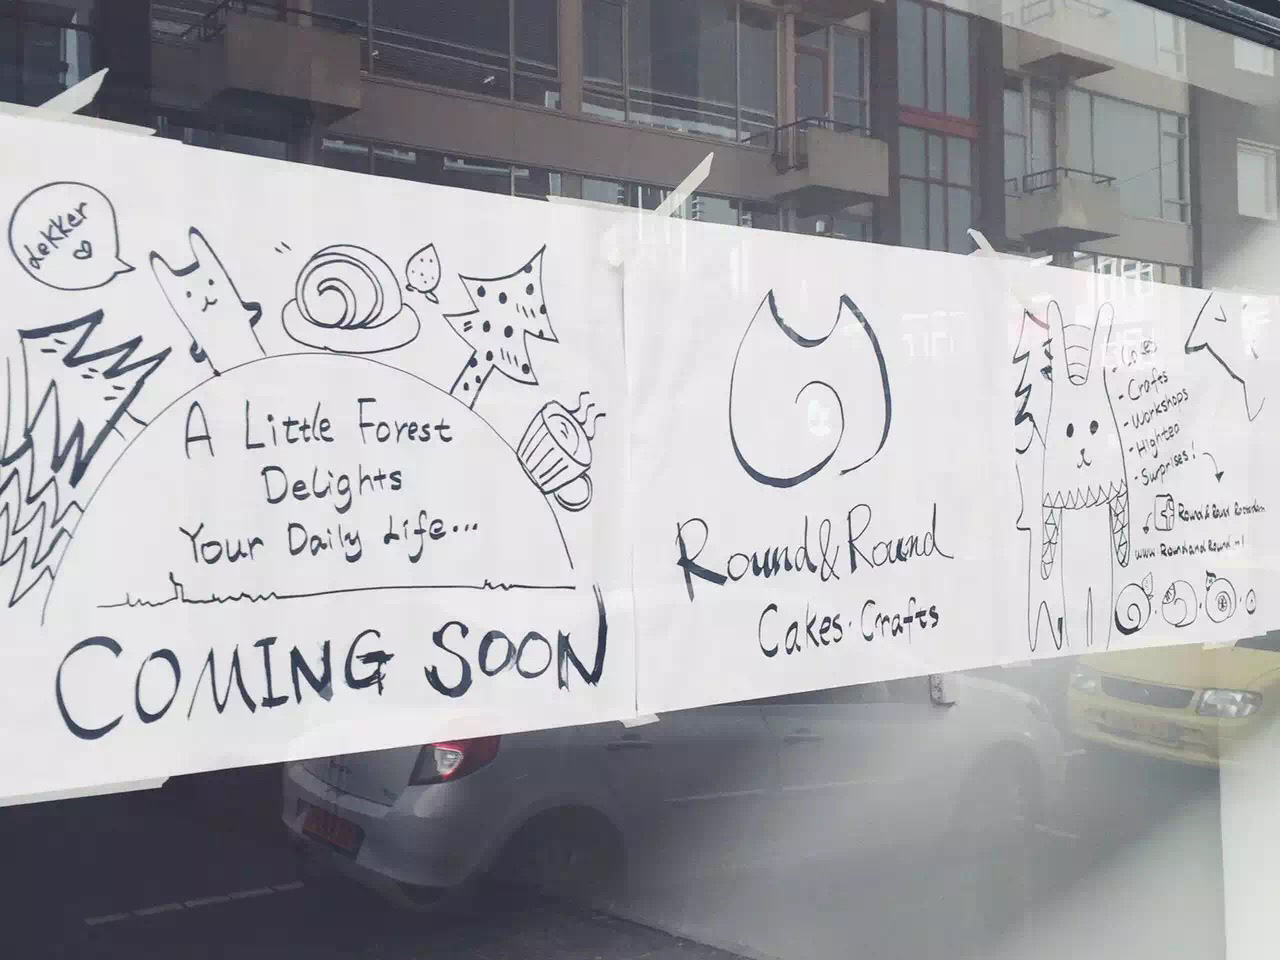 Lekker
A Little Forest
Delights
Your Daily Life...
COMING SOON
Round&Round
Cakes·Crafts
- Cakes
- Crafts
- Workshops
- Hightea
- Surprises!
Round & Round Rotterdam
www.RoundandRound.nl